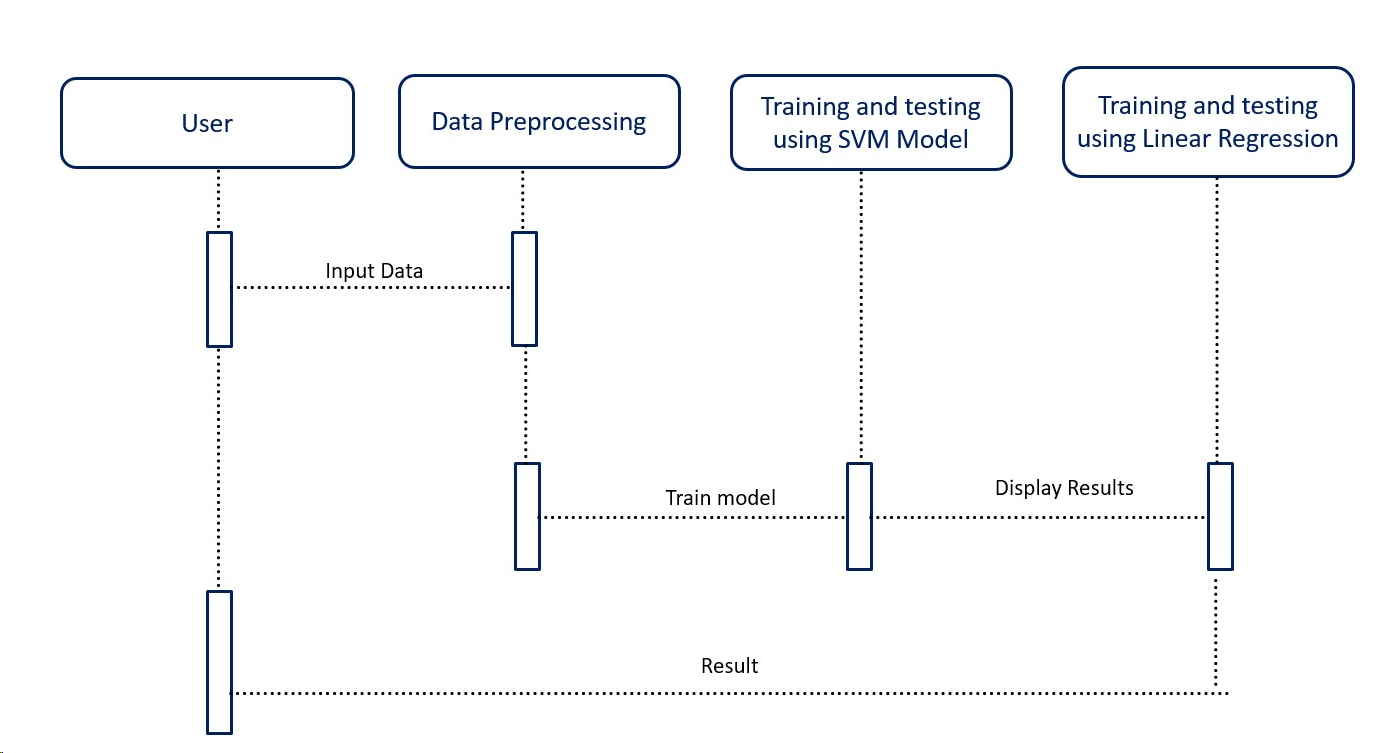 User
Data Preprocessing
Training and testing
using SVM Model
Training and testing
using Linear Regression
Input Data
Train model
Display Results
Result